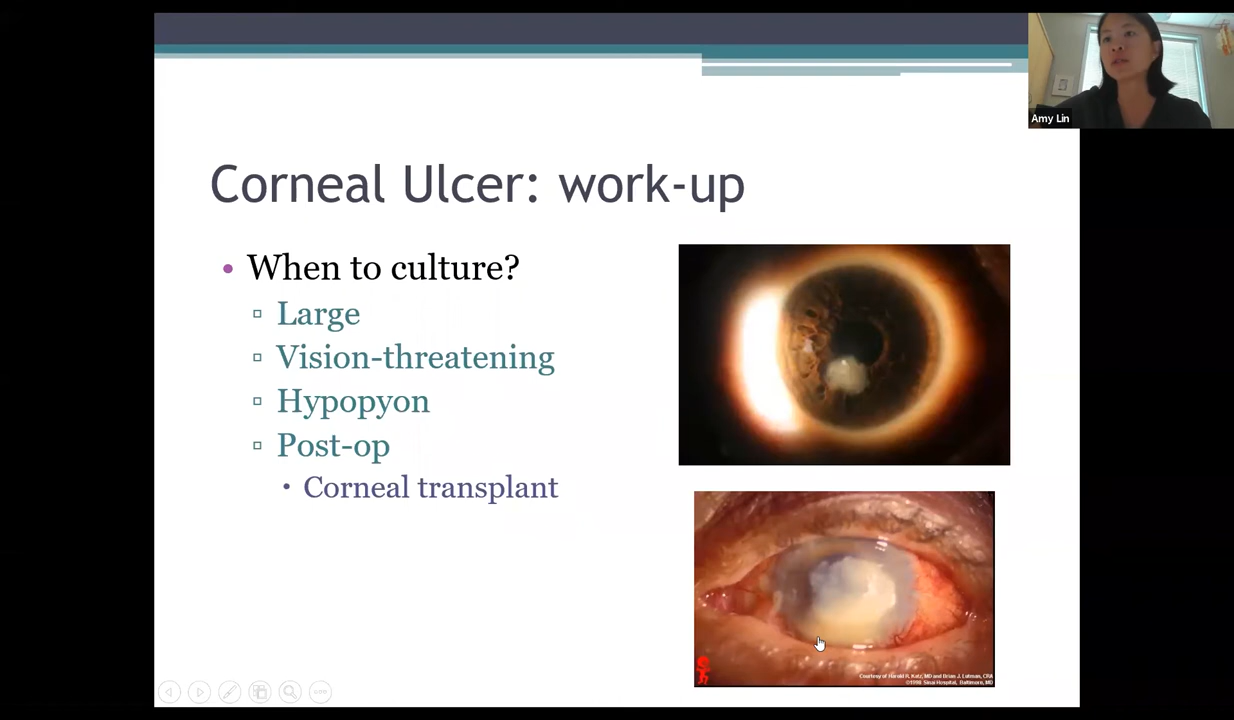 Amy Lin
Corneal Ulcer: work-up
• When to culture?
▫ Large
▫ Vision-threatening
▫ Hypopyon
▫ Post-op
• Corneal transplant
Courtesy of Harold R. Katz, MD and Brian J. Lutman, CRA
©1998 Sinai Hospital, Baltimore, MD